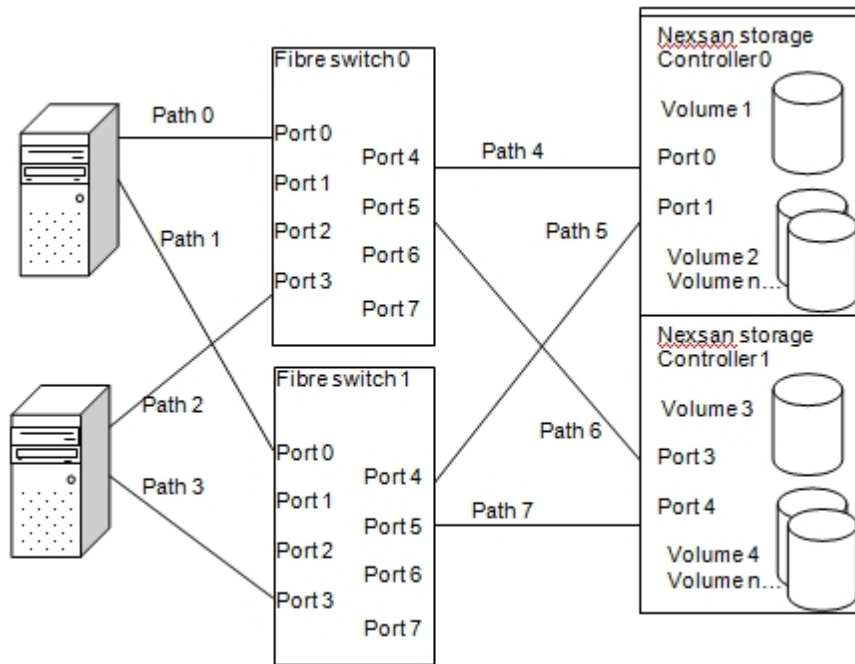 Path 0
Path 1
Path 2
Path 3
Fibre switch 0
Port 0
Port 1
Port 2
Port 3
Port 4
Port 5
Port 6
Port 7
Fibre switch 1
Port 0
Port 1
Port 2
Port 3
Port 4
Port 5
Port 6
Port 7
Path 4
Path 5
Path 6
Path 7
Nexsan storage
Controller 0
Volume 1
Port 0
Port 1
Volume 2
Volume n...
Nexsan storage
Controller 1
Volume 3
Port 3
Port 4
Volume 4
Volume n...